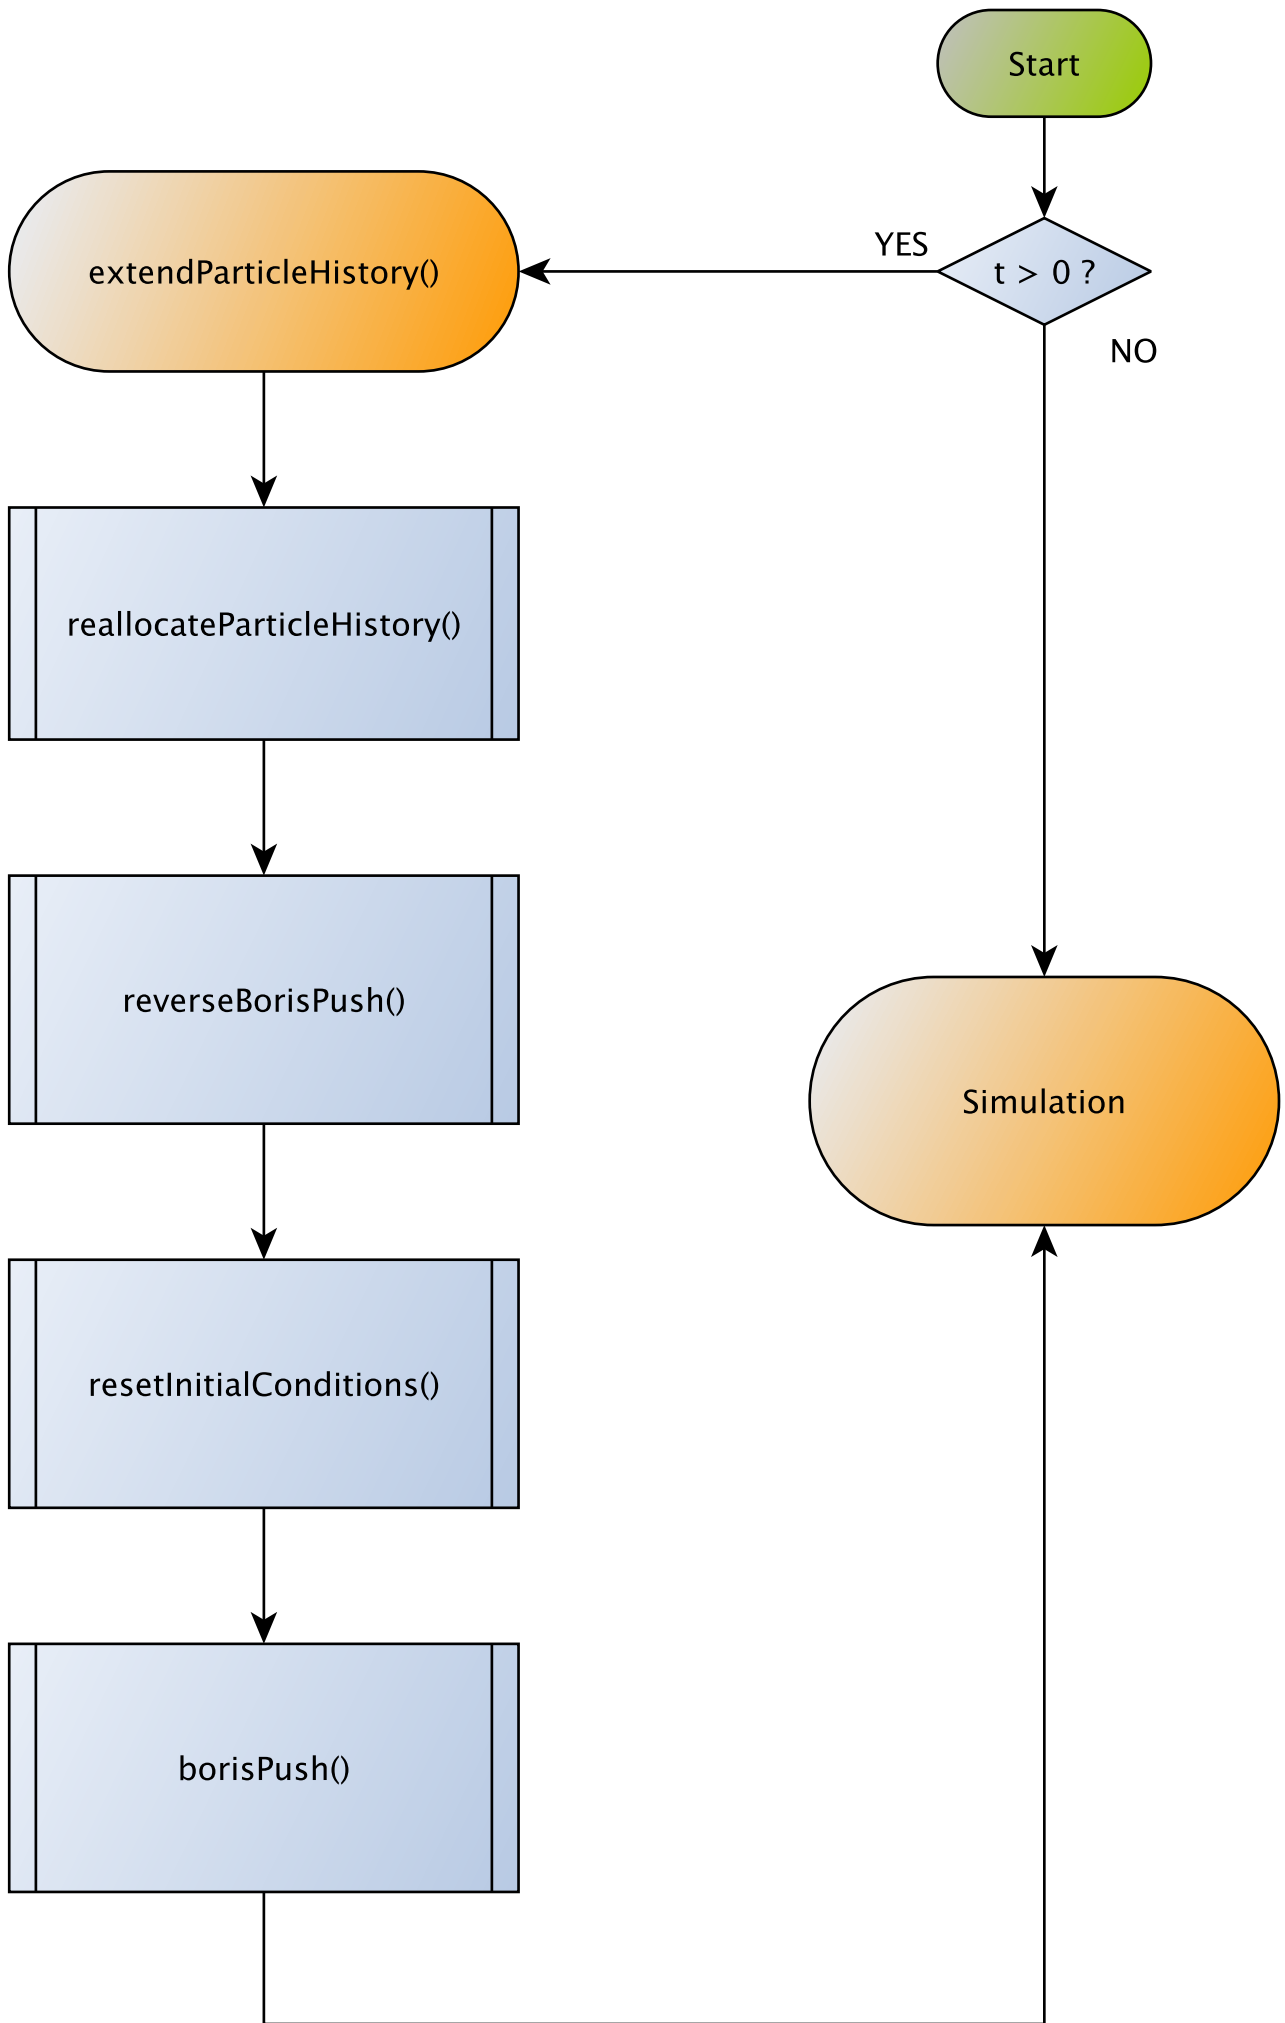 Start
t > 0 ?
YES
NO
extendParticleHistory()
reallocateParticleHistory()
reverseBorisPush()
resetInitialConditions()
borisPush()
Simulation